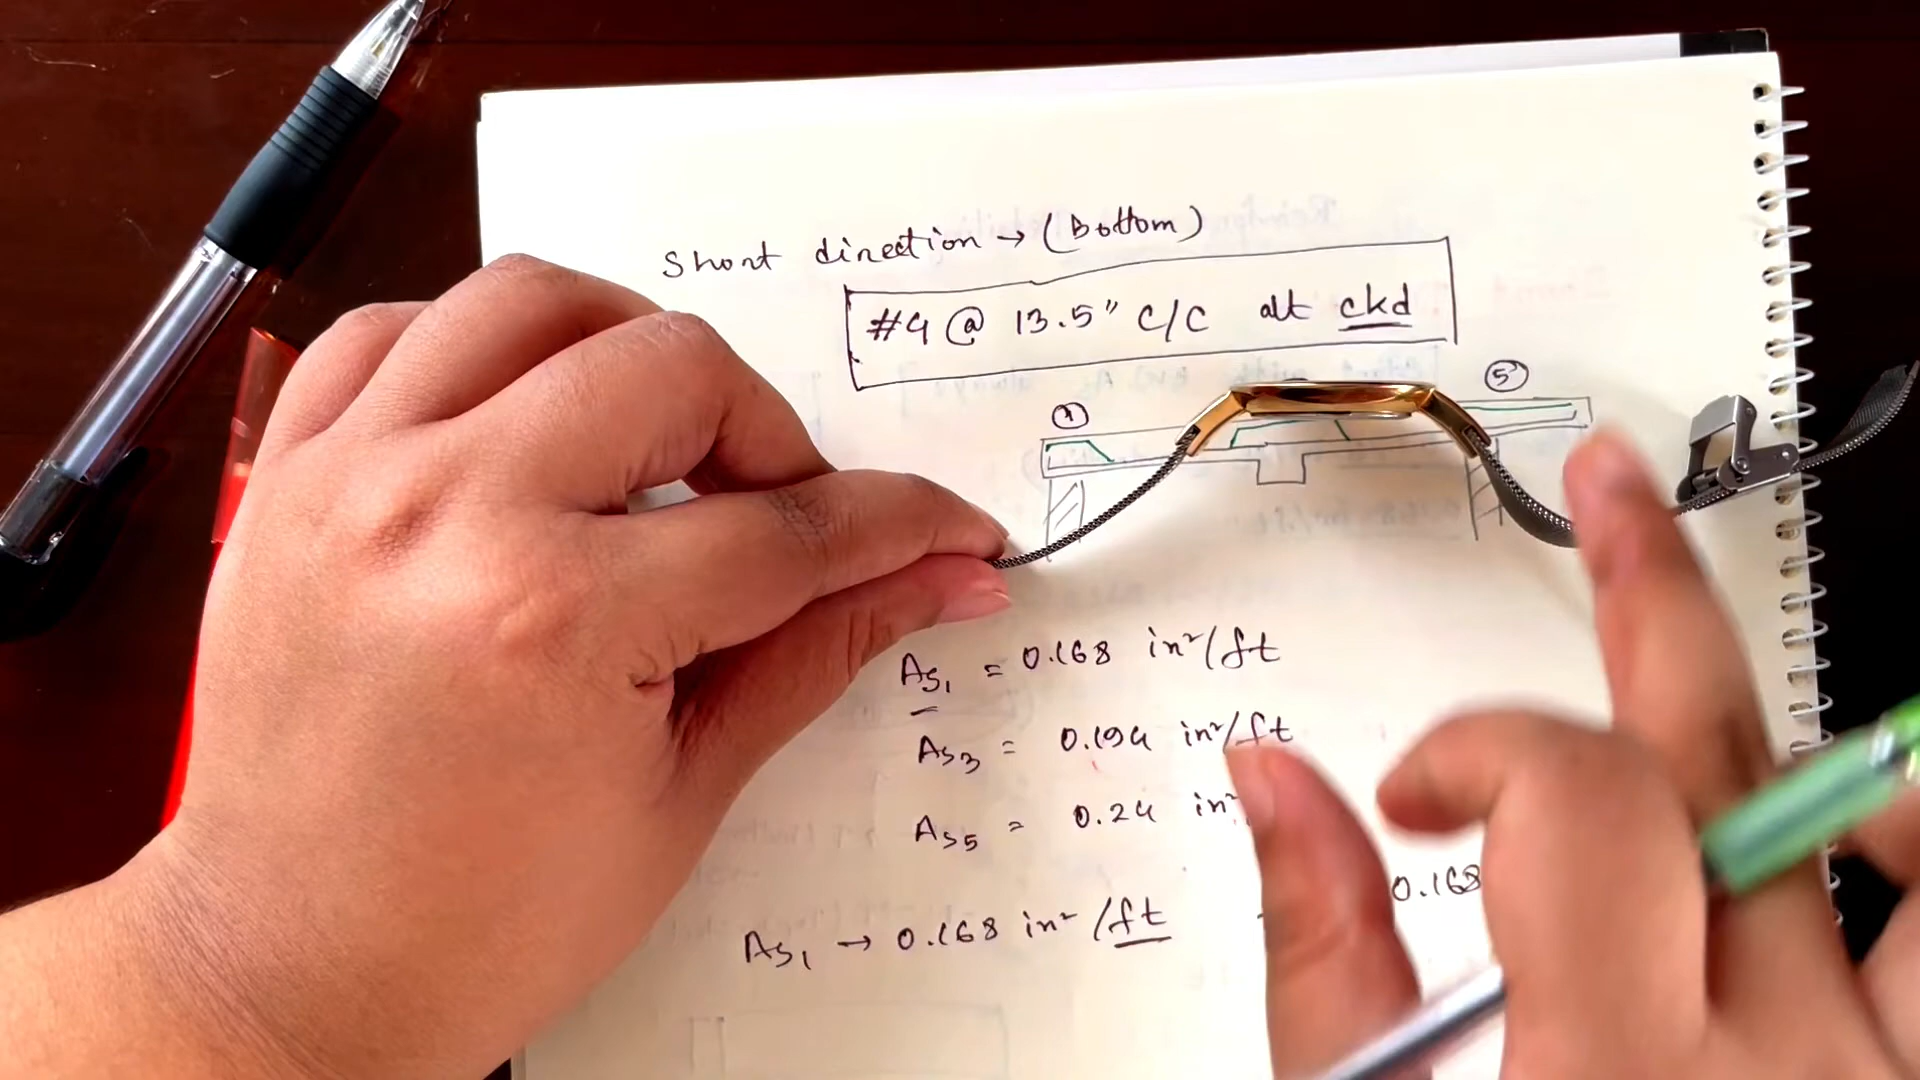 Short direction → (Bottom)
#4 @ 13.5" c/c alt ckd
① ⑤
As₁ = 0.168 in²/ft
As₃ = 0.194 in²/ft
As₅ = 0.24 in²
As₁ → 0.168 in²/ft 0.168